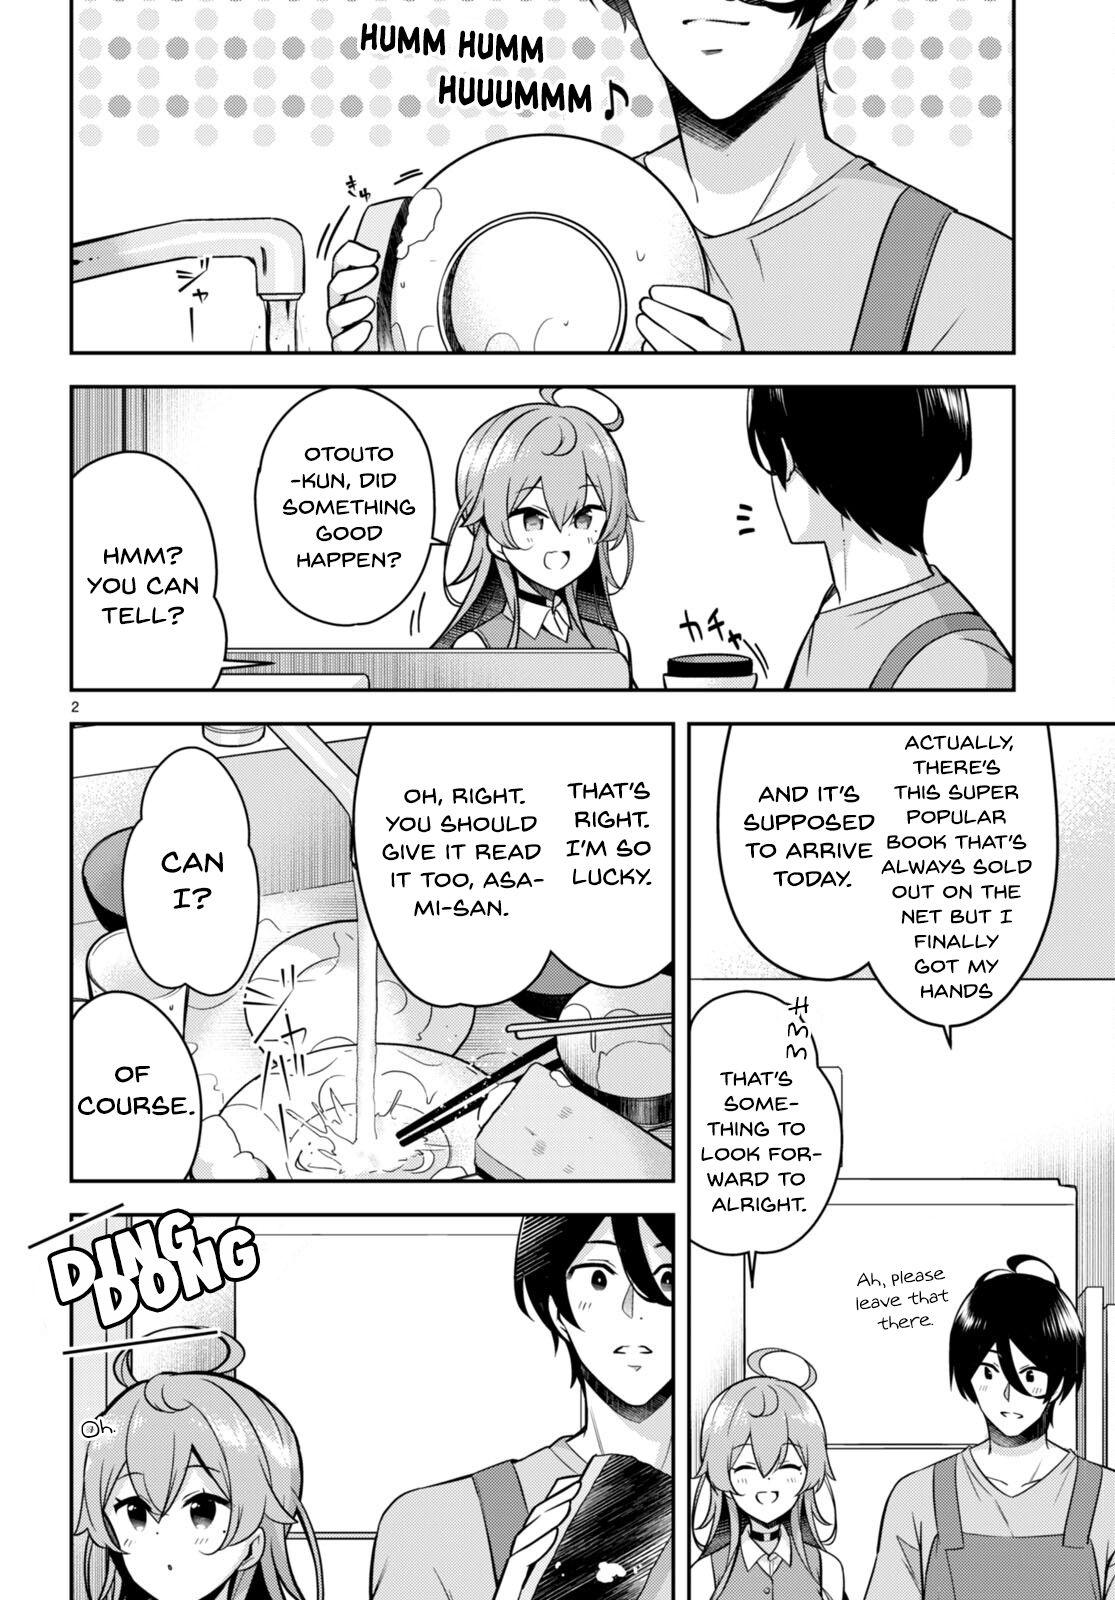 HUMM HUMM
HUUUMMM♪
きゅ
ジャー
OTOUTO
-KUN, DID
SOMETHING
GOOD
HAPPEN?
HMM?
YOU CAN
TELL?
カチャ
2
ACTUALLY,
THERE'S
THIS SUPER
POPULAR
BOOK THAT'S
ALWAYS SOLD
OUT ON THE
NET BUT I
FINALLY
GOT MY
HANDS
AND IT'S
SUPPOSED
TO ARRIVE
TODAY.
THAT'S
SOME-
THING TO
LOOK FOR-
WARD TO
ALRIGHT.
Ah, please
leave that
there.
THAT'S
RIGHT.
I'M SO
LUCKY.
OH, RIGHT.
YOU SHOULD
GIVE IT READ
IT TOO, ASA-
MI-SAN.
CAN
I?
OF
COURSE.
DING
DONG
Oh.